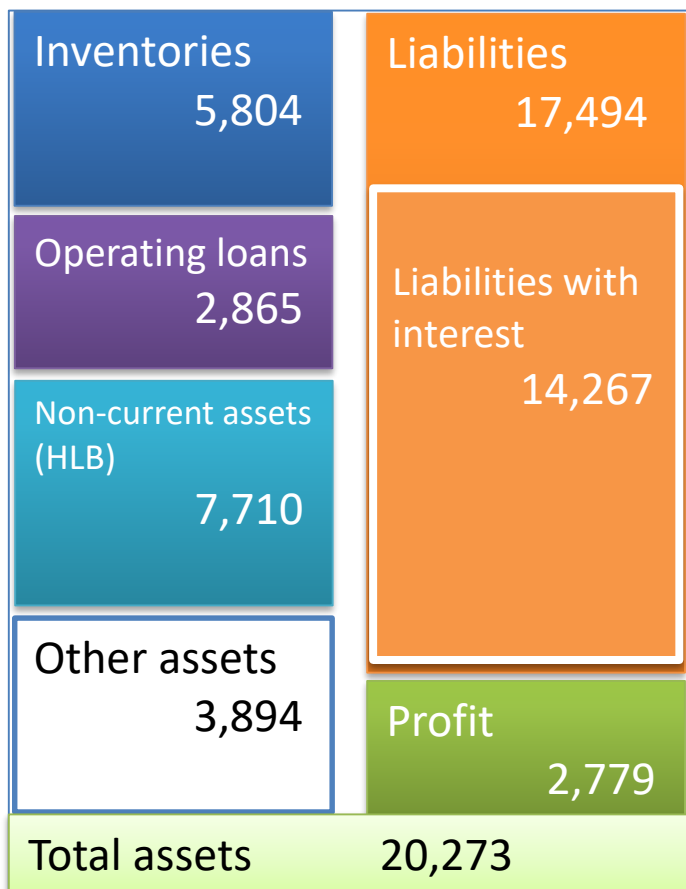 Inventories
5,804
Operating loans
2,865
Non-current assets
(HLB)
7,710
Other assets
3,894
Liabilities
17,494
Liabilities with
interest
14,267
Profit
2,779
Total assets 20,273